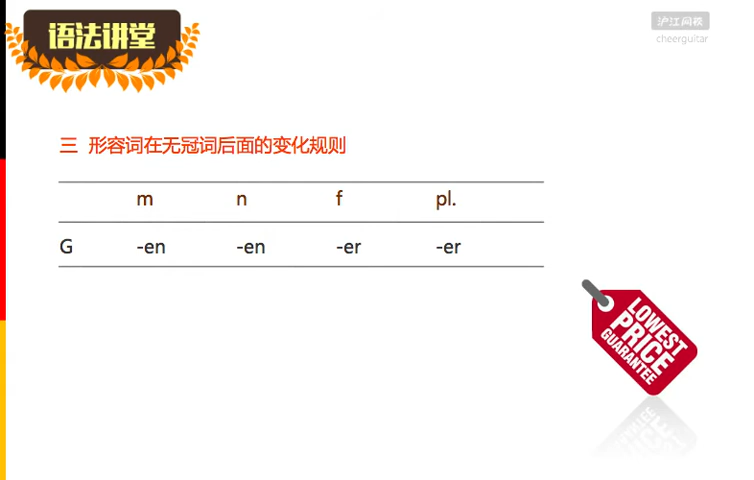 语法讲堂
沪江网校
cheerguitar
三 形容词在无冠词后面的变化规则
m n f pl.
G -en -en -er -er
LOWEST
PRICE
GUARANTEE